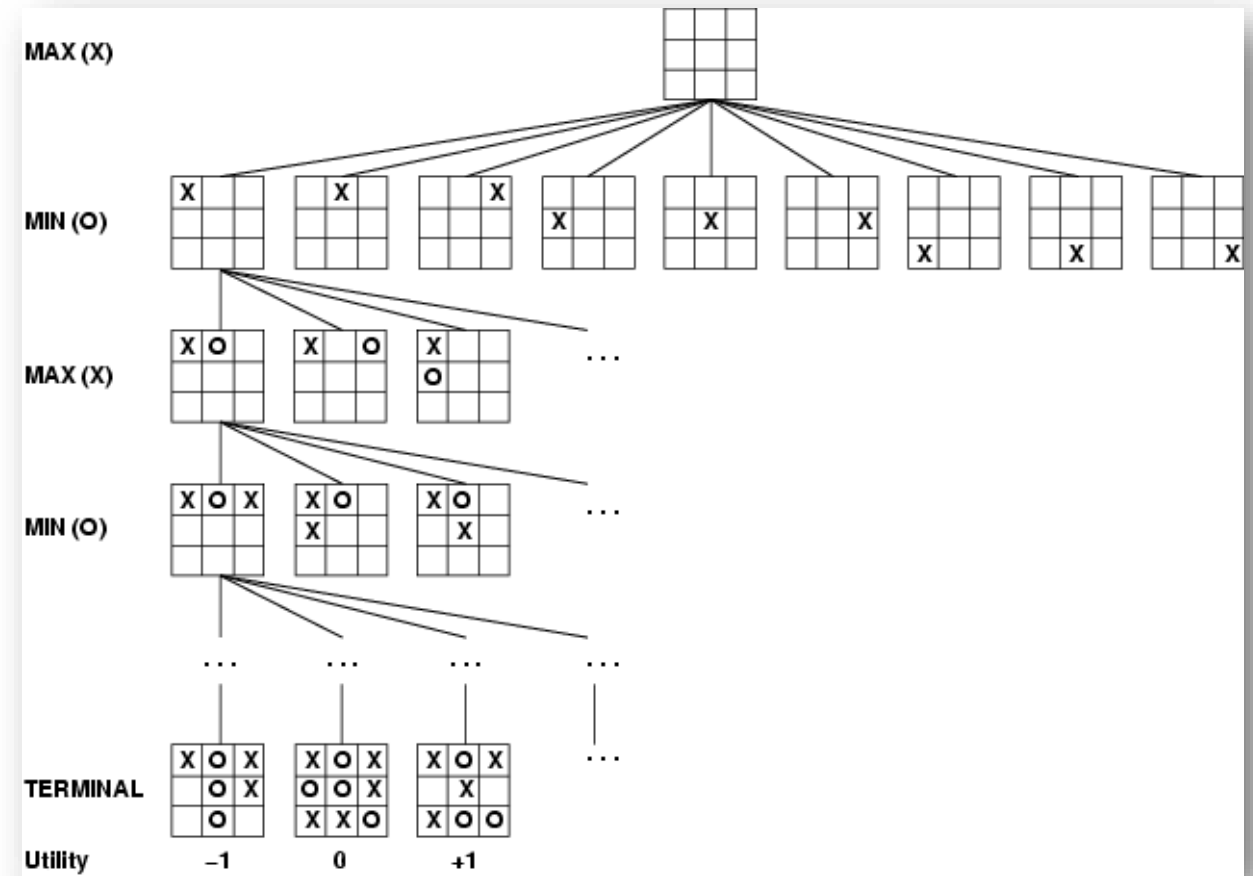 MAX (X)
X X X
MIN (O) X X X
X X X
X O X O X
MAX (X) O
...
X O X X O X O
MIN (O) X X
...
... ... ... ...
X O X X O X X O X
...
TERMINAL O X O O X X
O X X O X O O
Utility –1 0 +1